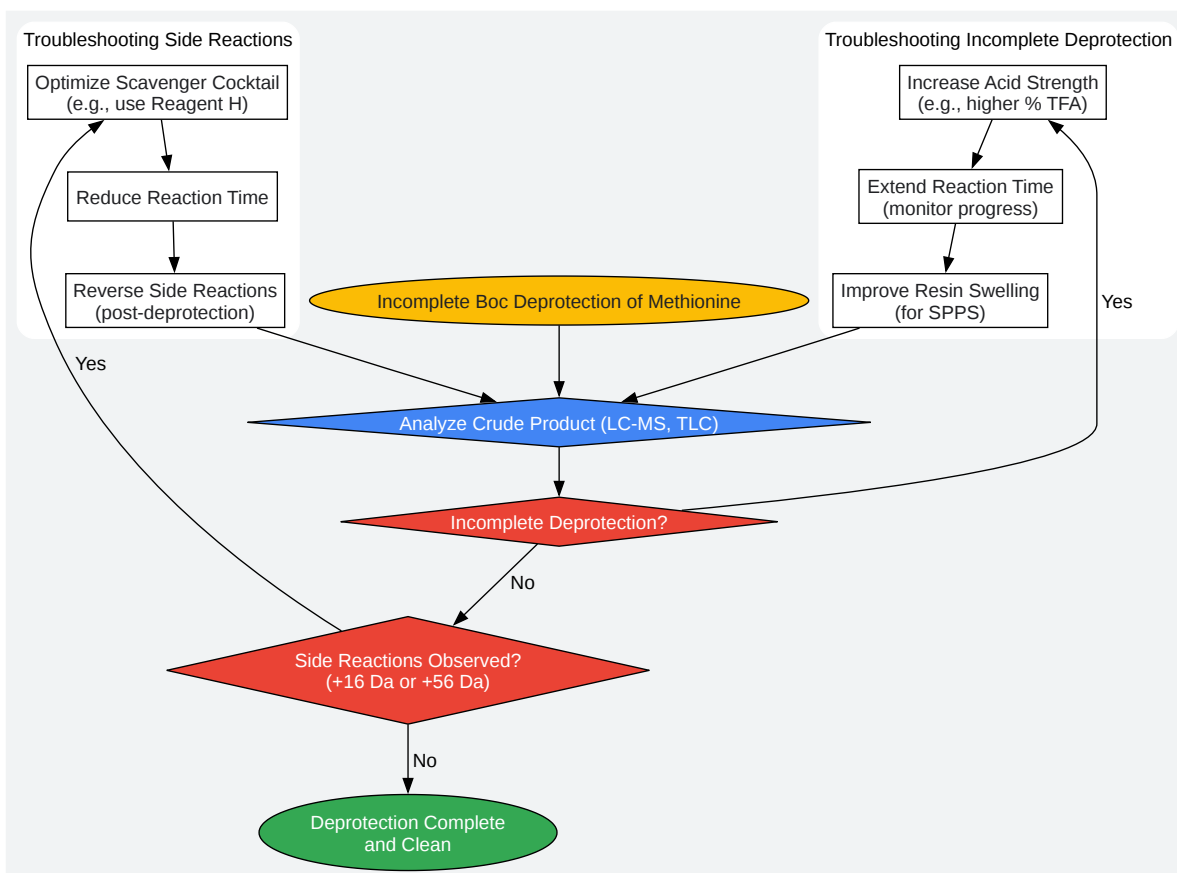 Troubleshooting Side Reactions
Optimize Scavenger Cocktail
(e.g., use Reagent H)
Reduce Reaction Time
Reverse Side Reactions
(post-deprotection)
Troubleshooting Incomplete Deprotection
Increase Acid Strength
(e.g., higher % TFA)
Extend Reaction Time
(monitor progress)
Improve Resin Swelling
(for SPPS)
Incomplete Boc Deprotection of Methionine
Analyze Crude Product (LC-MS, TLC)
Incomplete Deprotection?
Yes
No
Side Reactions Observed?
(+16 Da or +56 Da)
Yes
No
Deprotection Complete
and Clean